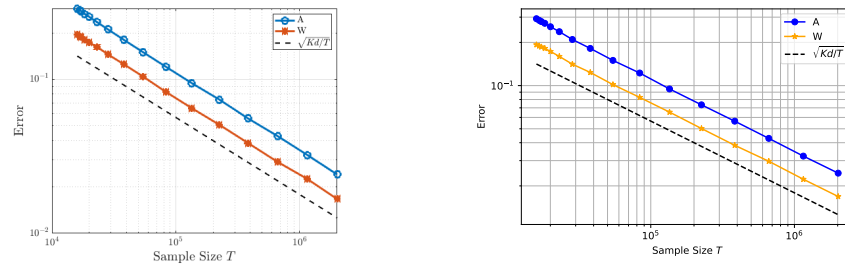 A
W
√Kd/T
10⁻¹
10⁻²
Error
10⁴
10⁵
10⁶
Sample Size T
A
W
√Kd/T
10⁻¹
Error
10⁵
10⁶
Sample Size T